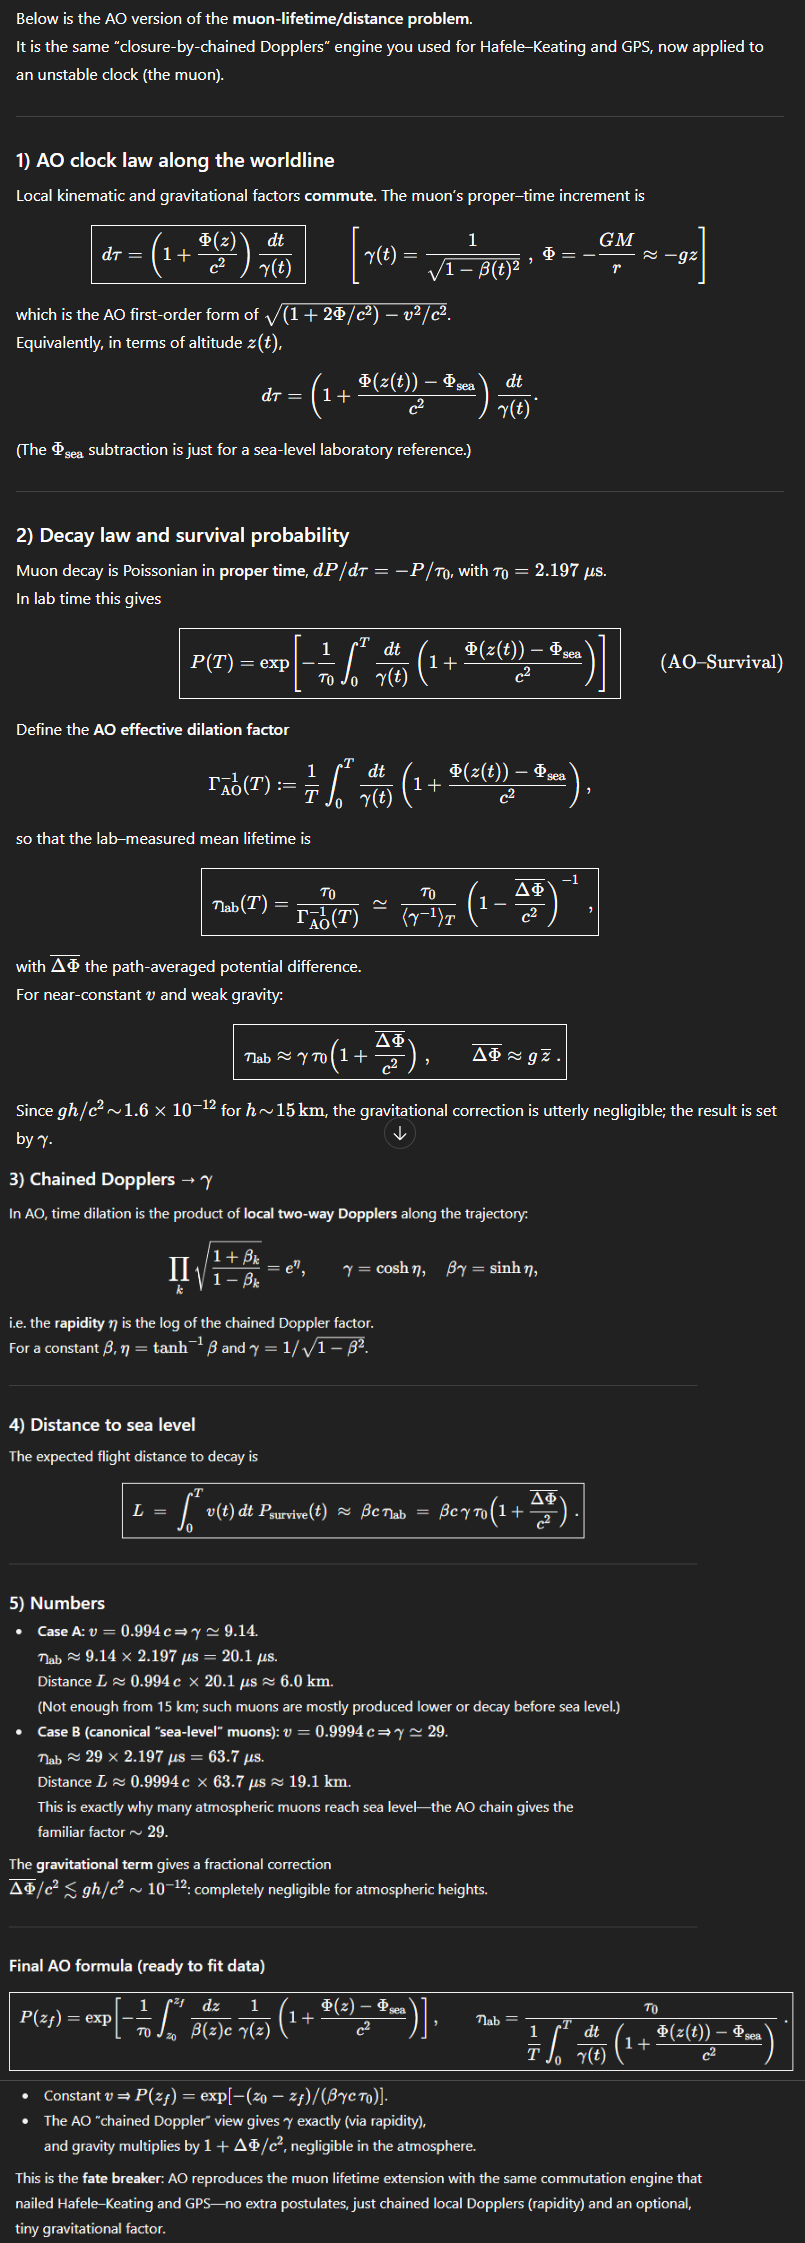 Below is the AO version of the muon-lifetime/distance problem.
It is the same "closure-by-chained Dopplers" engine you used for Hafele–Keating and GPS, now applied to
an unstable clock (the muon).
1) AO clock law along the worldline
Local kinematic and gravitational factors commute. The muon's proper–time increment is
dτ = (1 + Φ(z)/c²) dt/γ(t) [γ(t) = 1/√(1 − β(t)²) , Φ = −GM/r ≈ −gz]
which is the AO first-order form of √((1 + 2Φ/c²) − v²/c²).
Equivalently, in terms of altitude z(t),
dτ = (1 + (Φ(z(t)) − Φ_sea)/c²) dt/γ(t).
(The Φ_sea subtraction is just for a sea-level laboratory reference.)
2) Decay law and survival probability
Muon decay is Poissonian in proper time, dP/dτ = −P/τ₀, with τ₀ = 2.197 μs.
In lab time this gives
P(T) = exp[−1/τ₀ ∫₀ᵀ dt/γ(t) (1 + (Φ(z(t)) − Φ_sea)/c²)] (AO–Survival)
Define the AO effective dilation factor
Γ_AO⁻¹(T) := 1/T ∫₀ᵀ dt/γ(t) (1 + (Φ(z(t)) − Φ_sea)/c²),
so that the lab–measured mean lifetime is
τ_lab(T) = τ₀/Γ_AO⁻¹(T) ≃ τ₀/⟨γ⁻¹⟩_T (1 − \overline{ΔΦ}/c²)⁻¹ ,
with \overline{ΔΦ} the path-averaged potential difference.
For near-constant v and weak gravity:
τ_lab ≈ γ τ₀(1 + \overline{ΔΦ}/c²) , \overline{ΔΦ} ≈ g z̄ .
Since gh/c² ~ 1.6 × 10⁻¹² for h ~ 15 km, the gravitational correction is utterly negligible; the result is set
by γ.
3) Chained Dopplers → γ
In AO, time dilation is the product of local two-way Dopplers along the trajectory:
∏_k √((1 + β_k)/(1 − β_k)) = e^η, γ = cosh η, βγ = sinh η,
i.e. the rapidity η is the log of the chained Doppler factor.
For a constant β, η = tanh⁻¹ β and γ = 1/√(1 − β²).
4) Distance to sea level
The expected flight distance to decay is
L = ∫₀ᵀ v(t) dt P_survive(t) ≈ βc τ_lab = βc γ τ₀(1 + \overline{ΔΦ}/c²) .
5) Numbers
• Case A: v = 0.994 c ⇒ γ ≃ 9.14.
τ_lab ≈ 9.14 × 2.197 μs = 20.1 μs.
Distance L ≈ 0.994 c × 20.1 μs ≈ 6.0 km.
(Not enough from 15 km; such muons are mostly produced lower or decay before sea level.)
• Case B (canonical "sea-level" muons): v = 0.9994 c ⇒ γ ≃ 29.
τ_lab ≈ 29 × 2.197 μs = 63.7 μs.
Distance L ≈ 0.9994 c × 63.7 μs ≈ 19.1 km.
This is exactly why many atmospheric muons reach sea level—the AO chain gives the
familiar factor ~ 29.
The gravitational term gives a fractional correction
\overline{ΔΦ}/c² ≲ gh/c² ~ 10⁻¹²: completely negligible for atmospheric heights.
Final AO formula (ready to fit data)
P(z_f) = exp[−1/τ₀ ∫_{z₀}^{z_f} dz/(β(z)c) 1/γ(z) (1 + (Φ(z) − Φ_sea)/c²)], τ_lab = τ₀/(1/T ∫₀ᵀ dt/γ(t) (1 + (Φ(z(t)) − Φ_sea)/c²)).
• Constant v ⇒ P(z_f) = exp[−(z₀ − z_f)/(βγc τ₀)].
• The AO "chained Doppler" view gives γ exactly (via rapidity),
and gravity multiplies by 1 + ΔΦ/c², negligible in the atmosphere.
This is the fate breaker: AO reproduces the muon lifetime extension with the same commutation engine that
nailed Hafele–Keating and GPS—no extra postulates, just chained local Dopplers (rapidity) and an optional,
tiny gravitational factor.